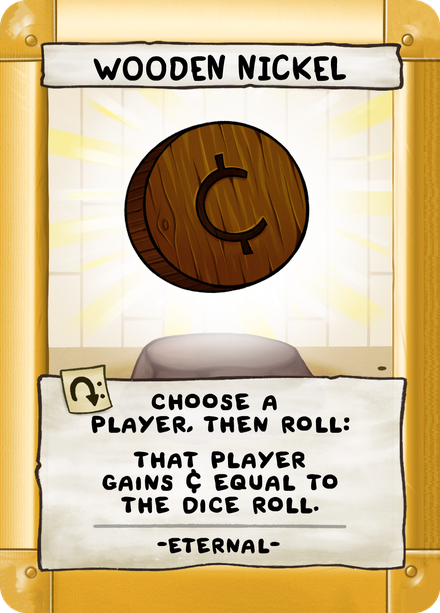 WOODEN NICKEL
¢
CHOOSE A
PLAYER, THEN ROLL:
THAT PLAYER
GAINS ¢ EQUAL TO
THE DICE ROLL.
-ETERNAL-